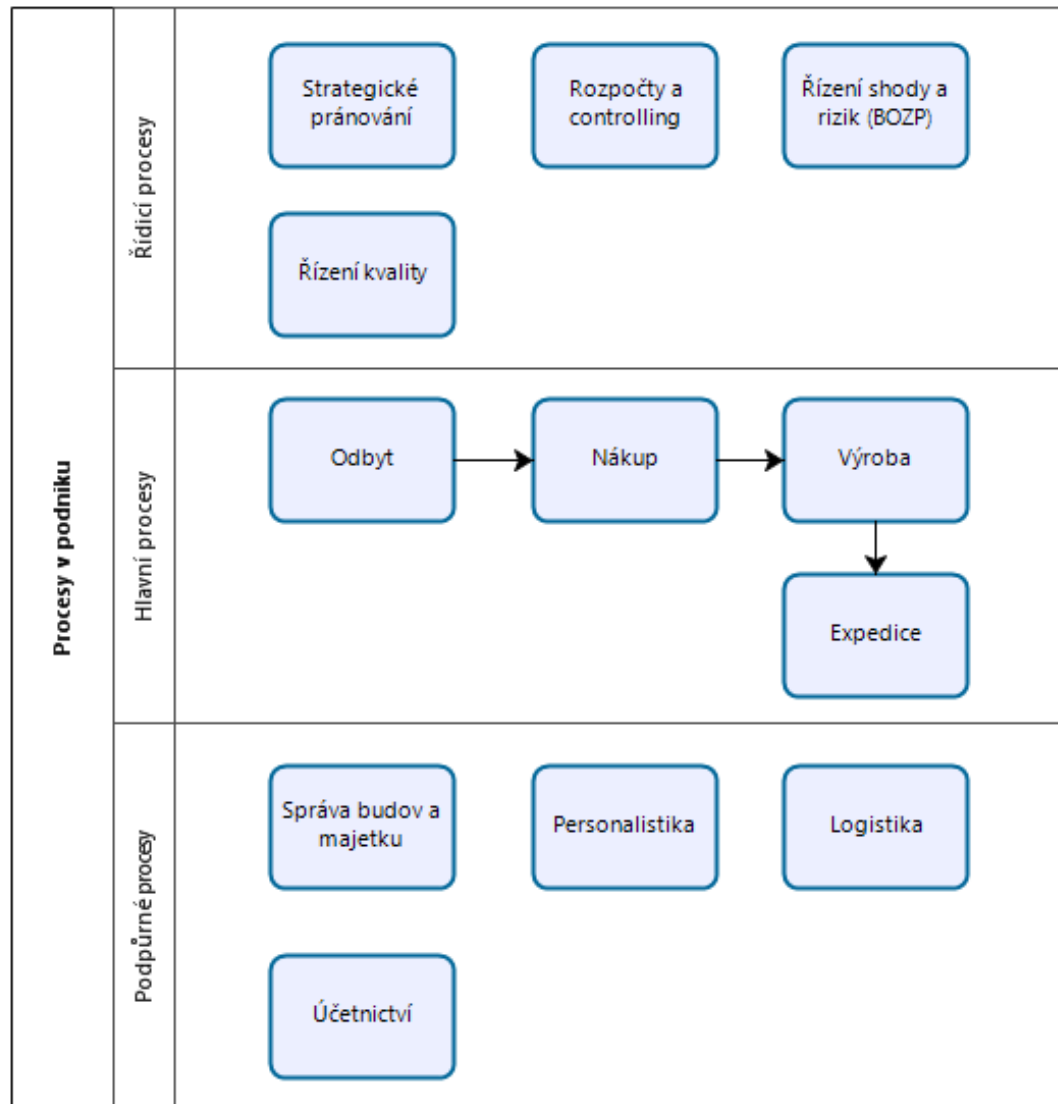 Procesy v podniku
Řídicí procesy
Strategické
pránování
Rozpočty a
controlling
Řízení shody a
rizik (BOZP)
Řízení kvality
Hlavní procesy
Odbyt
Nákup
Výroba
Expedice
Podpůrné procesy
Správa budov a
majetku
Personalistika
Logistika
Účetnictví